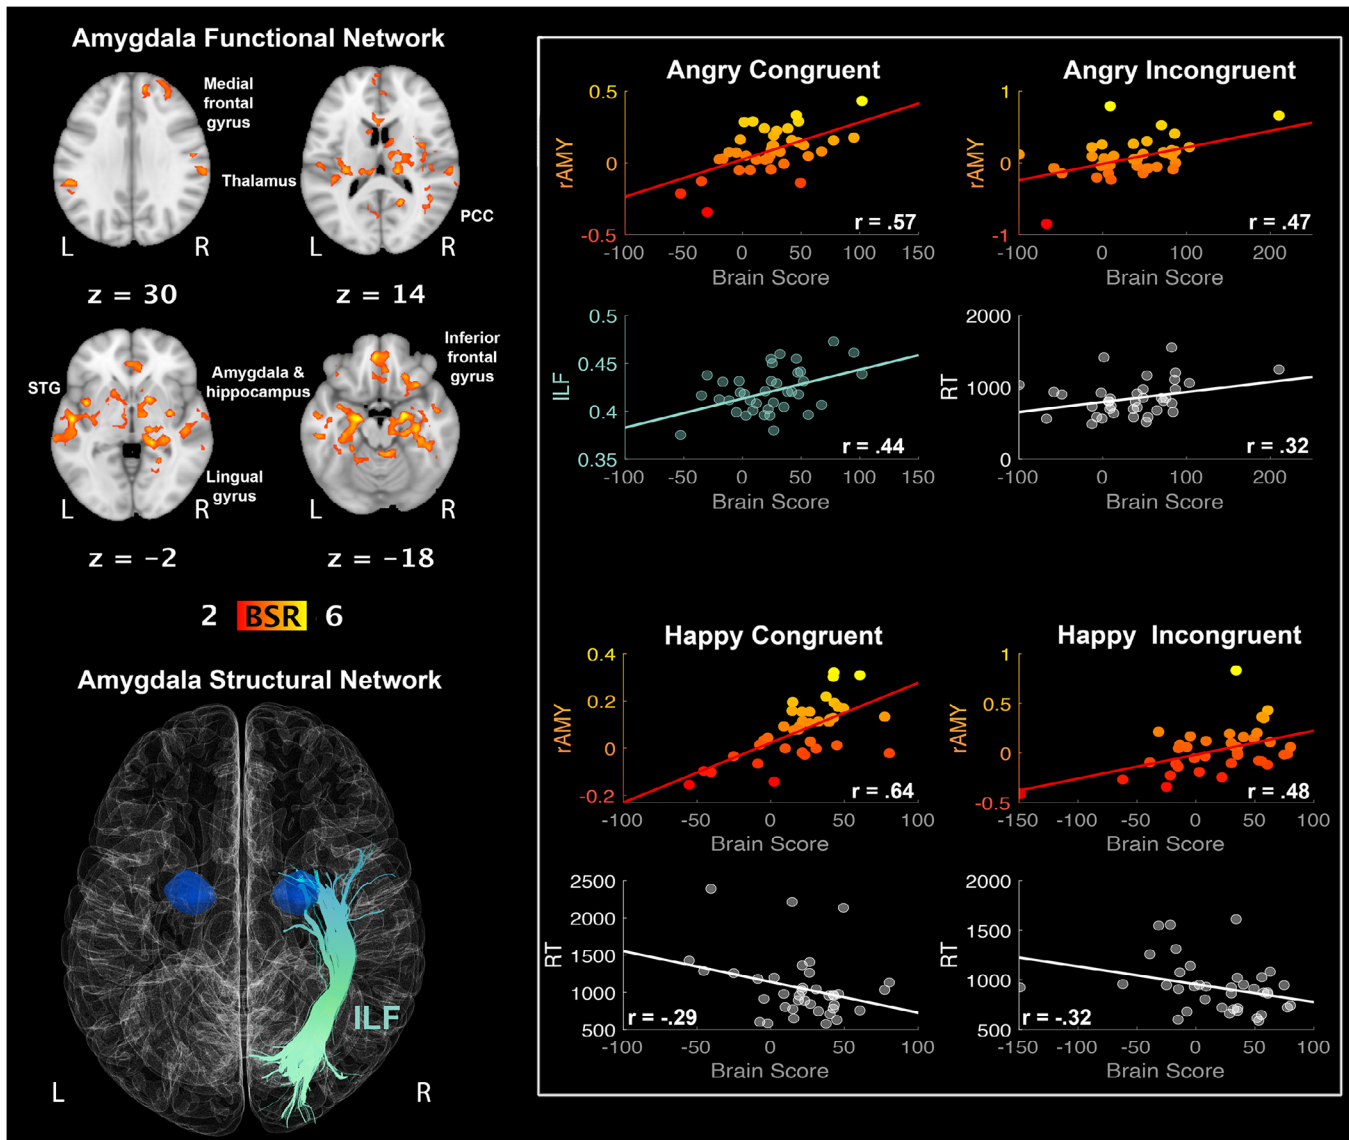 Amygdala Functional Network
Medial
frontal
gyrus
Thalamus
PCC
L R
L R
z = 30
z = 14
STG
Amygdala &
hippocampus
Inferior
frontal
gyrus
Lingual
gyrus
L R
L R
z = -2
z = -18
2 BSR 6
Amygdala Structural Network
ILF
L R
Angry Congruent
0.5
0
-0.5
rAMY
r = .57
-100 -50 0 50 100 150
Brain Score
0.5
0.45
0.4
0.35
ILF
r = .44
-100 -50 0 50 100 150
Brain Score
Angry Incongruent
1
0
-1
rAMY
r = .47
-100 0 100 200
Brain Score
2000
1000
0
RT
r = .32
-100 0 100 200
Brain Score
Happy Congruent
0.4
0.2
0
-0.2
rAMY
r = .64
-100 -50 0 50 100
Brain Score
2500
2000
1500
1000
500
RT
r = -.29
-100 -50 0 50 100
Brain Score
Happy Incongruent
1
0.5
0
-0.5
rAMY
r = .48
-150 -100 -50 0 50 100
Brain Score
2000
1500
1000
500
RT
r = -.32
-150 -100 -50 0 50 100
Brain Score